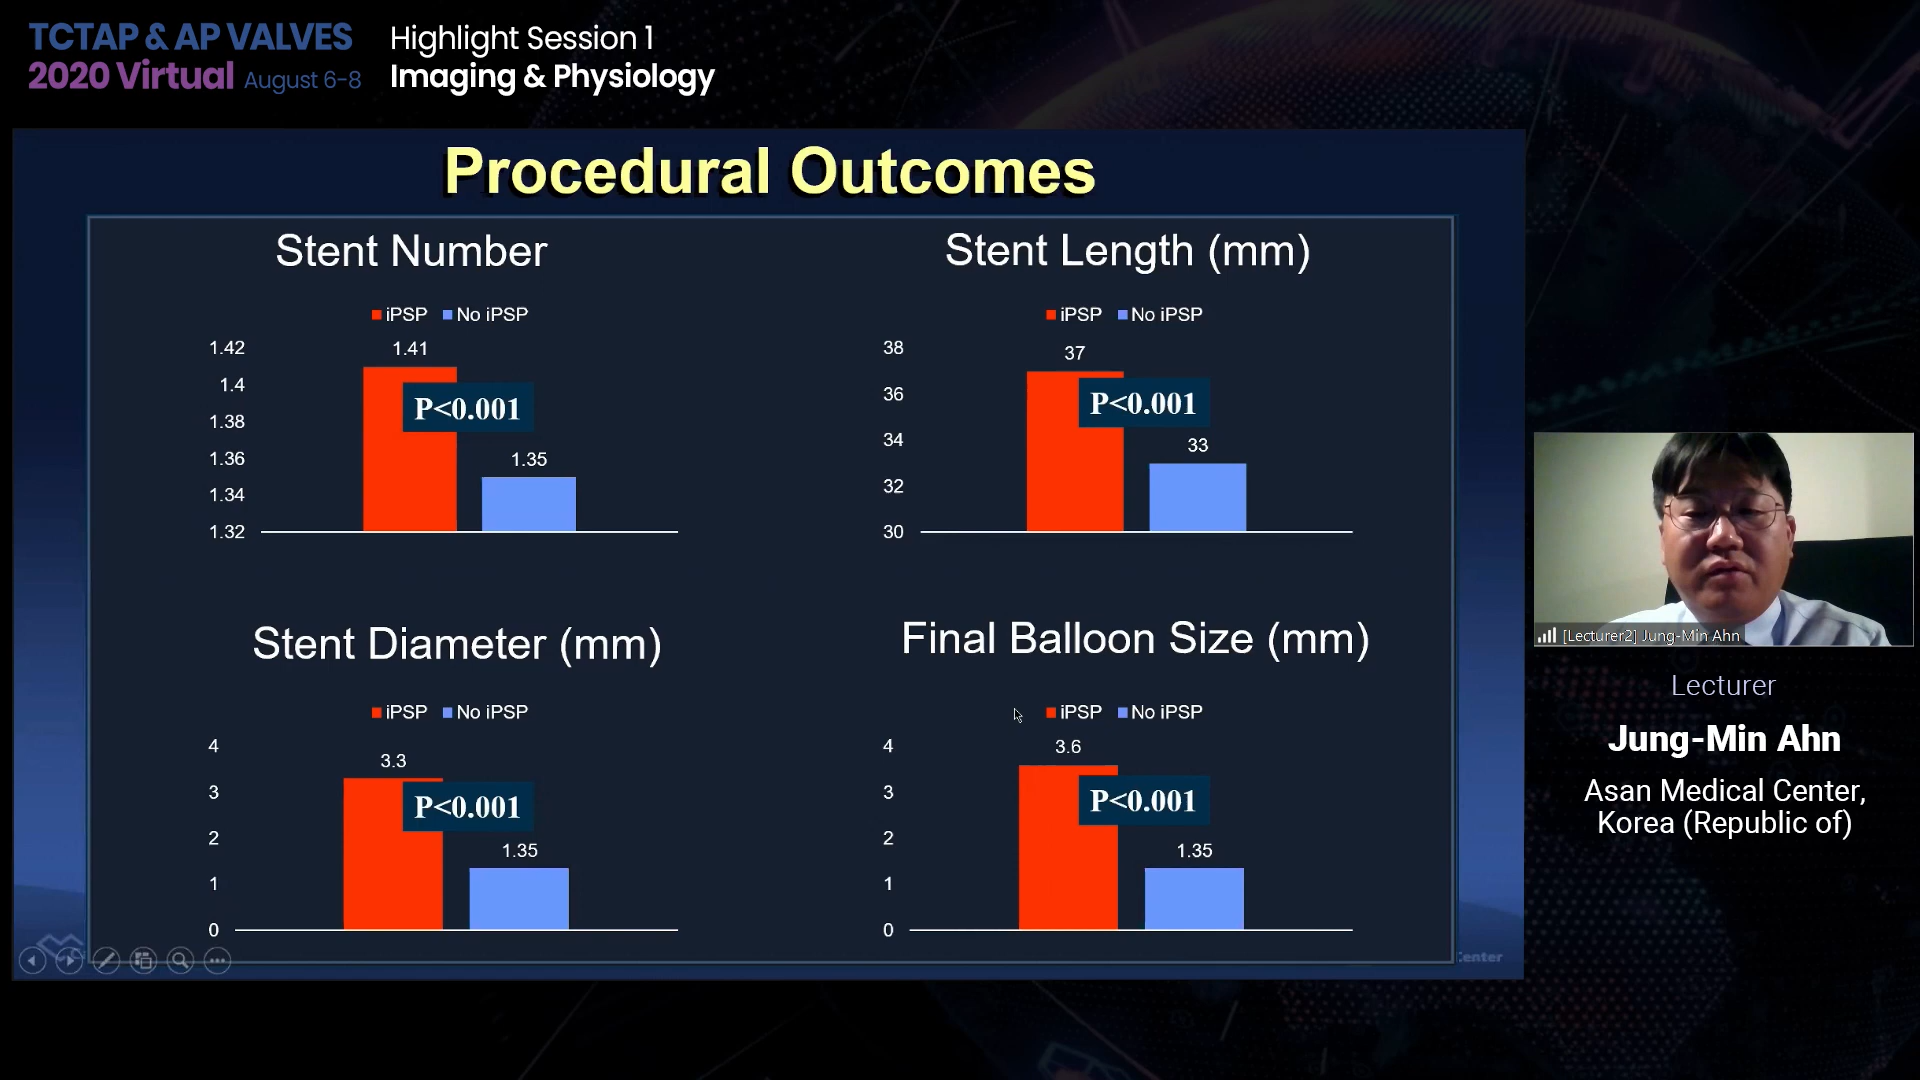 TCTAP & AP VALVES
2020 Virtual August 6-8
Highlight Session 1
Imaging & Physiology
Procedural Outcomes
Stent Number
iPSP No iPSP
1.42
1.4
1.38
1.36
1.34
1.32
1.41
1.35
P<0.001
Stent Length (mm)
iPSP No iPSP
38
36
34
32
30
37
33
P<0.001
Stent Diameter (mm)
iPSP No iPSP
4
3
2
1
0
3.3
1.35
P<0.001
Final Balloon Size (mm)
iPSP No iPSP
4
3
2
1
0
3.6
1.35
P<0.001
[Lecturer2] Jung-Min Ahn
Lecturer
Jung-Min Ahn
Asan Medical Center,
Korea (Republic of)